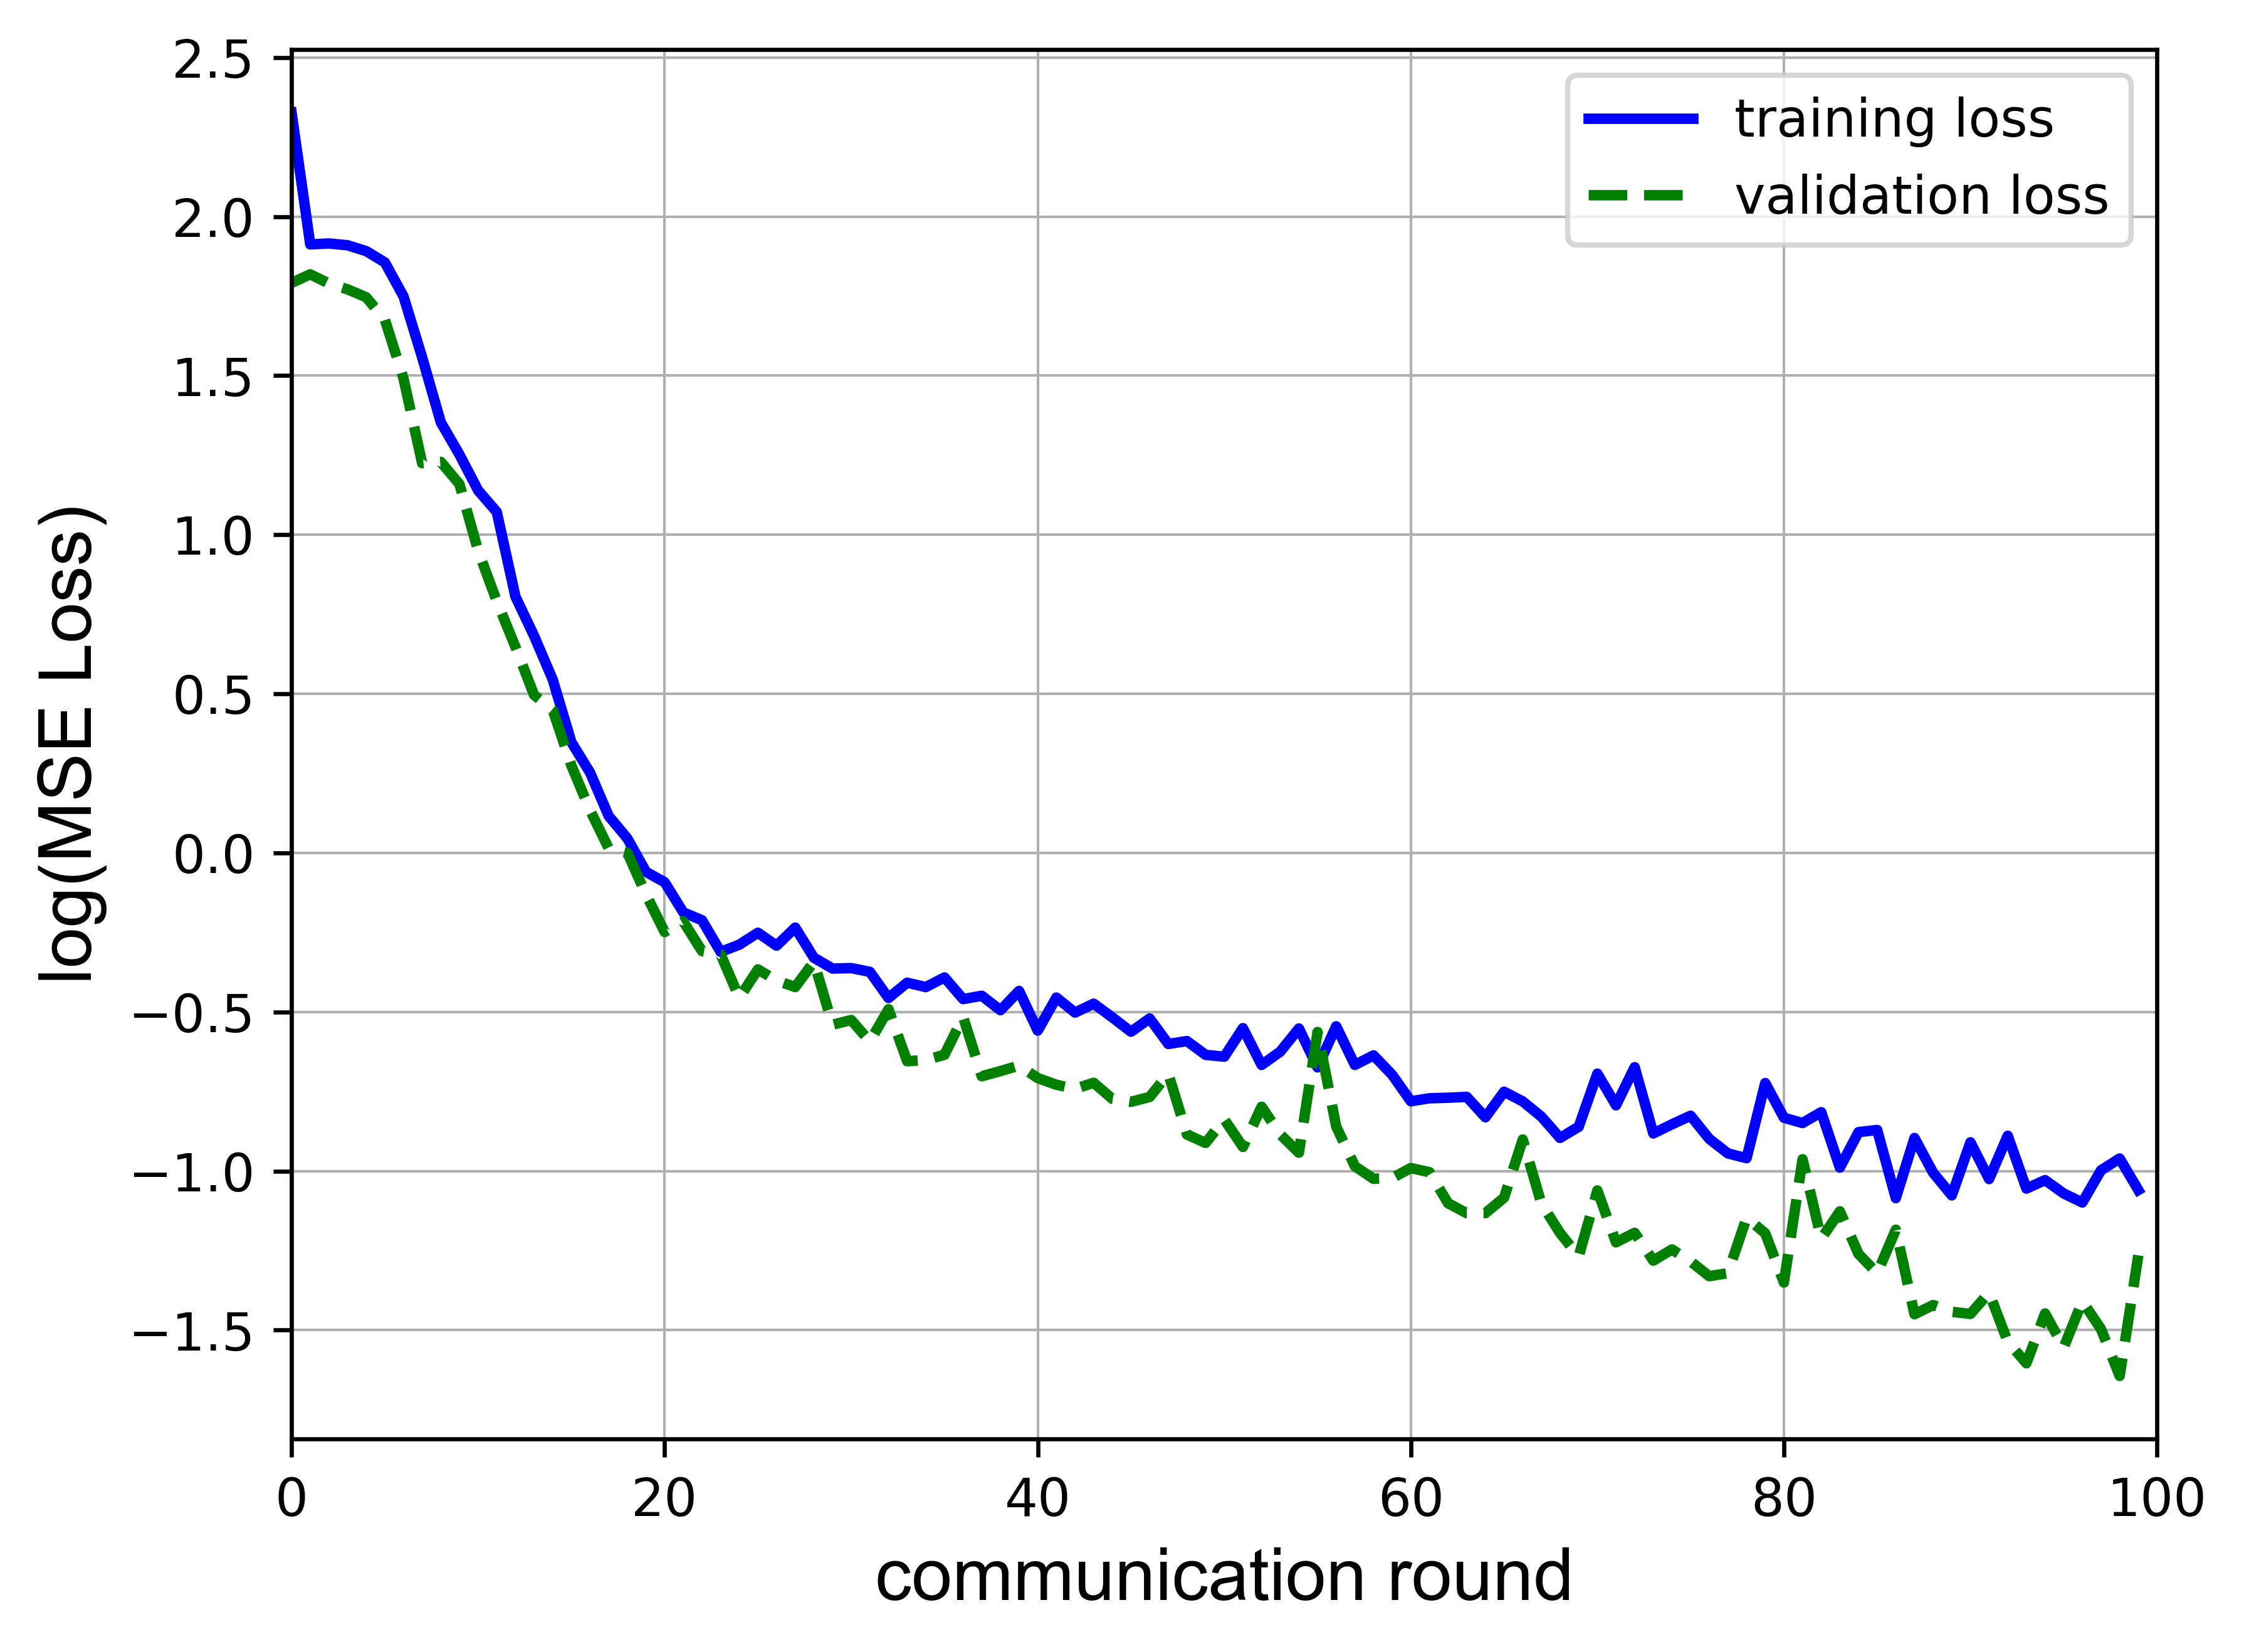 2.5
2.0
1.5
1.0
0.5
0.0
−0.5
−1.0
−1.5
log(MSE Loss)
training loss
validation loss
0 20 40 60 80 100
communication round